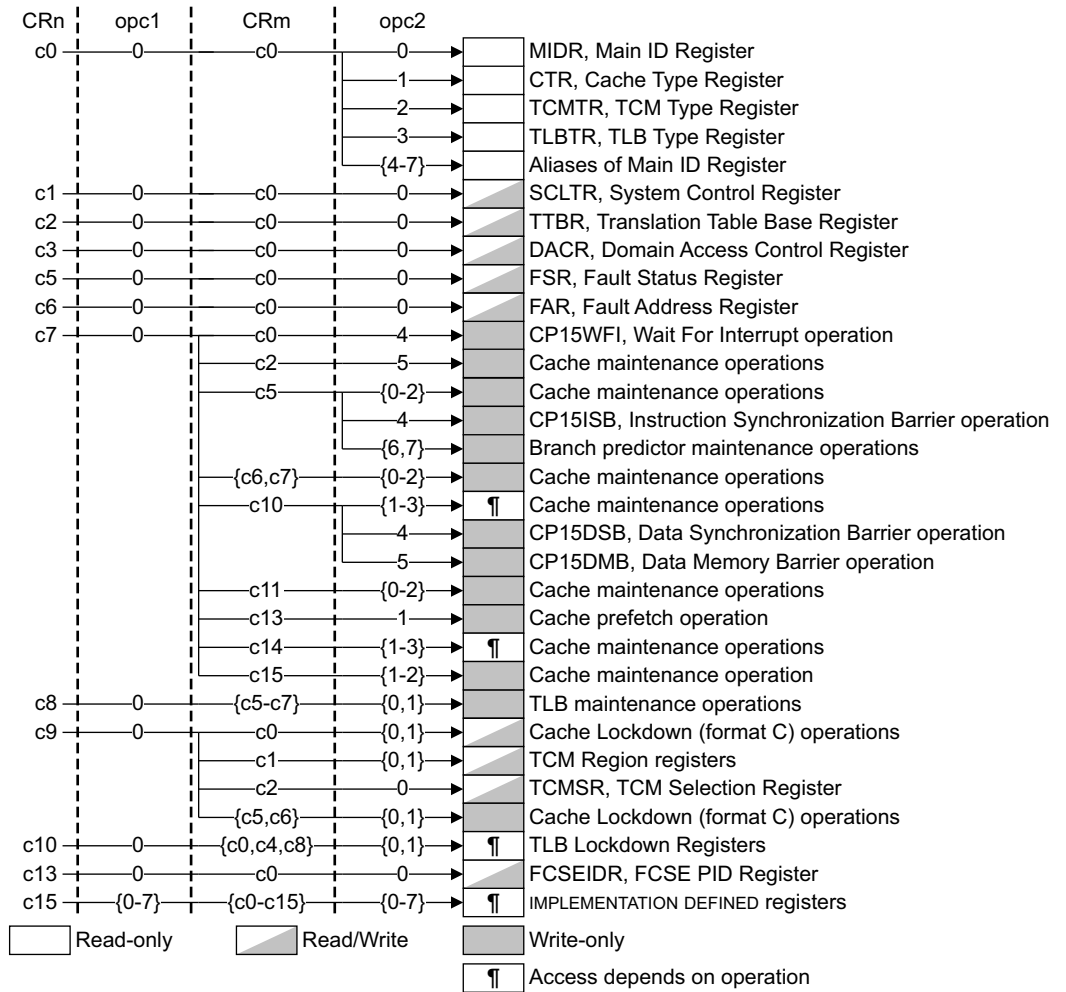 CRn opc1 CRm opc2
c0 0 c0 0 MIDR, Main ID Register
1 CTR, Cache Type Register
2 TCMTR, TCM Type Register
3 TLBTR, TLB Type Register
{4-7} Aliases of Main ID Register
c1 0 c0 0 SCLTR, System Control Register
c2 0 c0 0 TTBR, Translation Table Base Register
c3 0 c0 0 DACR, Domain Access Control Register
c5 0 c0 0 FSR, Fault Status Register
c6 0 c0 0 FAR, Fault Address Register
c7 0 c0 4 CP15WFI, Wait For Interrupt operation
c2 5 Cache maintenance operations
c5 {0-2} Cache maintenance operations
4 CP15ISB, Instruction Synchronization Barrier operation
{6,7} Branch predictor maintenance operations
{c6,c7} {0-2} Cache maintenance operations
c10 {1-3} ¶ Cache maintenance operations
4 CP15DSB, Data Synchronization Barrier operation
5 CP15DMB, Data Memory Barrier operation
c11 {0-2} Cache maintenance operations
c13 1 Cache prefetch operation
c14 {1-3} ¶ Cache maintenance operations
c15 {1-2} Cache maintenance operation
c8 0 {c5-c7} {0,1} TLB maintenance operations
c9 0 c0 {0,1} Cache Lockdown (format C) operations
c1 {0,1} TCM Region registers
c2 0 TCMSR, TCM Selection Register
{c5,c6} {0,1} Cache Lockdown (format C) operations
c10 0 {c0,c4,c8} {0,1} ¶ TLB Lockdown Registers
c13 0 c0 0 FCSEIDR, FCSE PID Register
c15 {0-7} {c0-c15} {0-7} ¶ IMPLEMENTATION DEFINED registers
Read-only Read/Write Write-only
¶ Access depends on operation